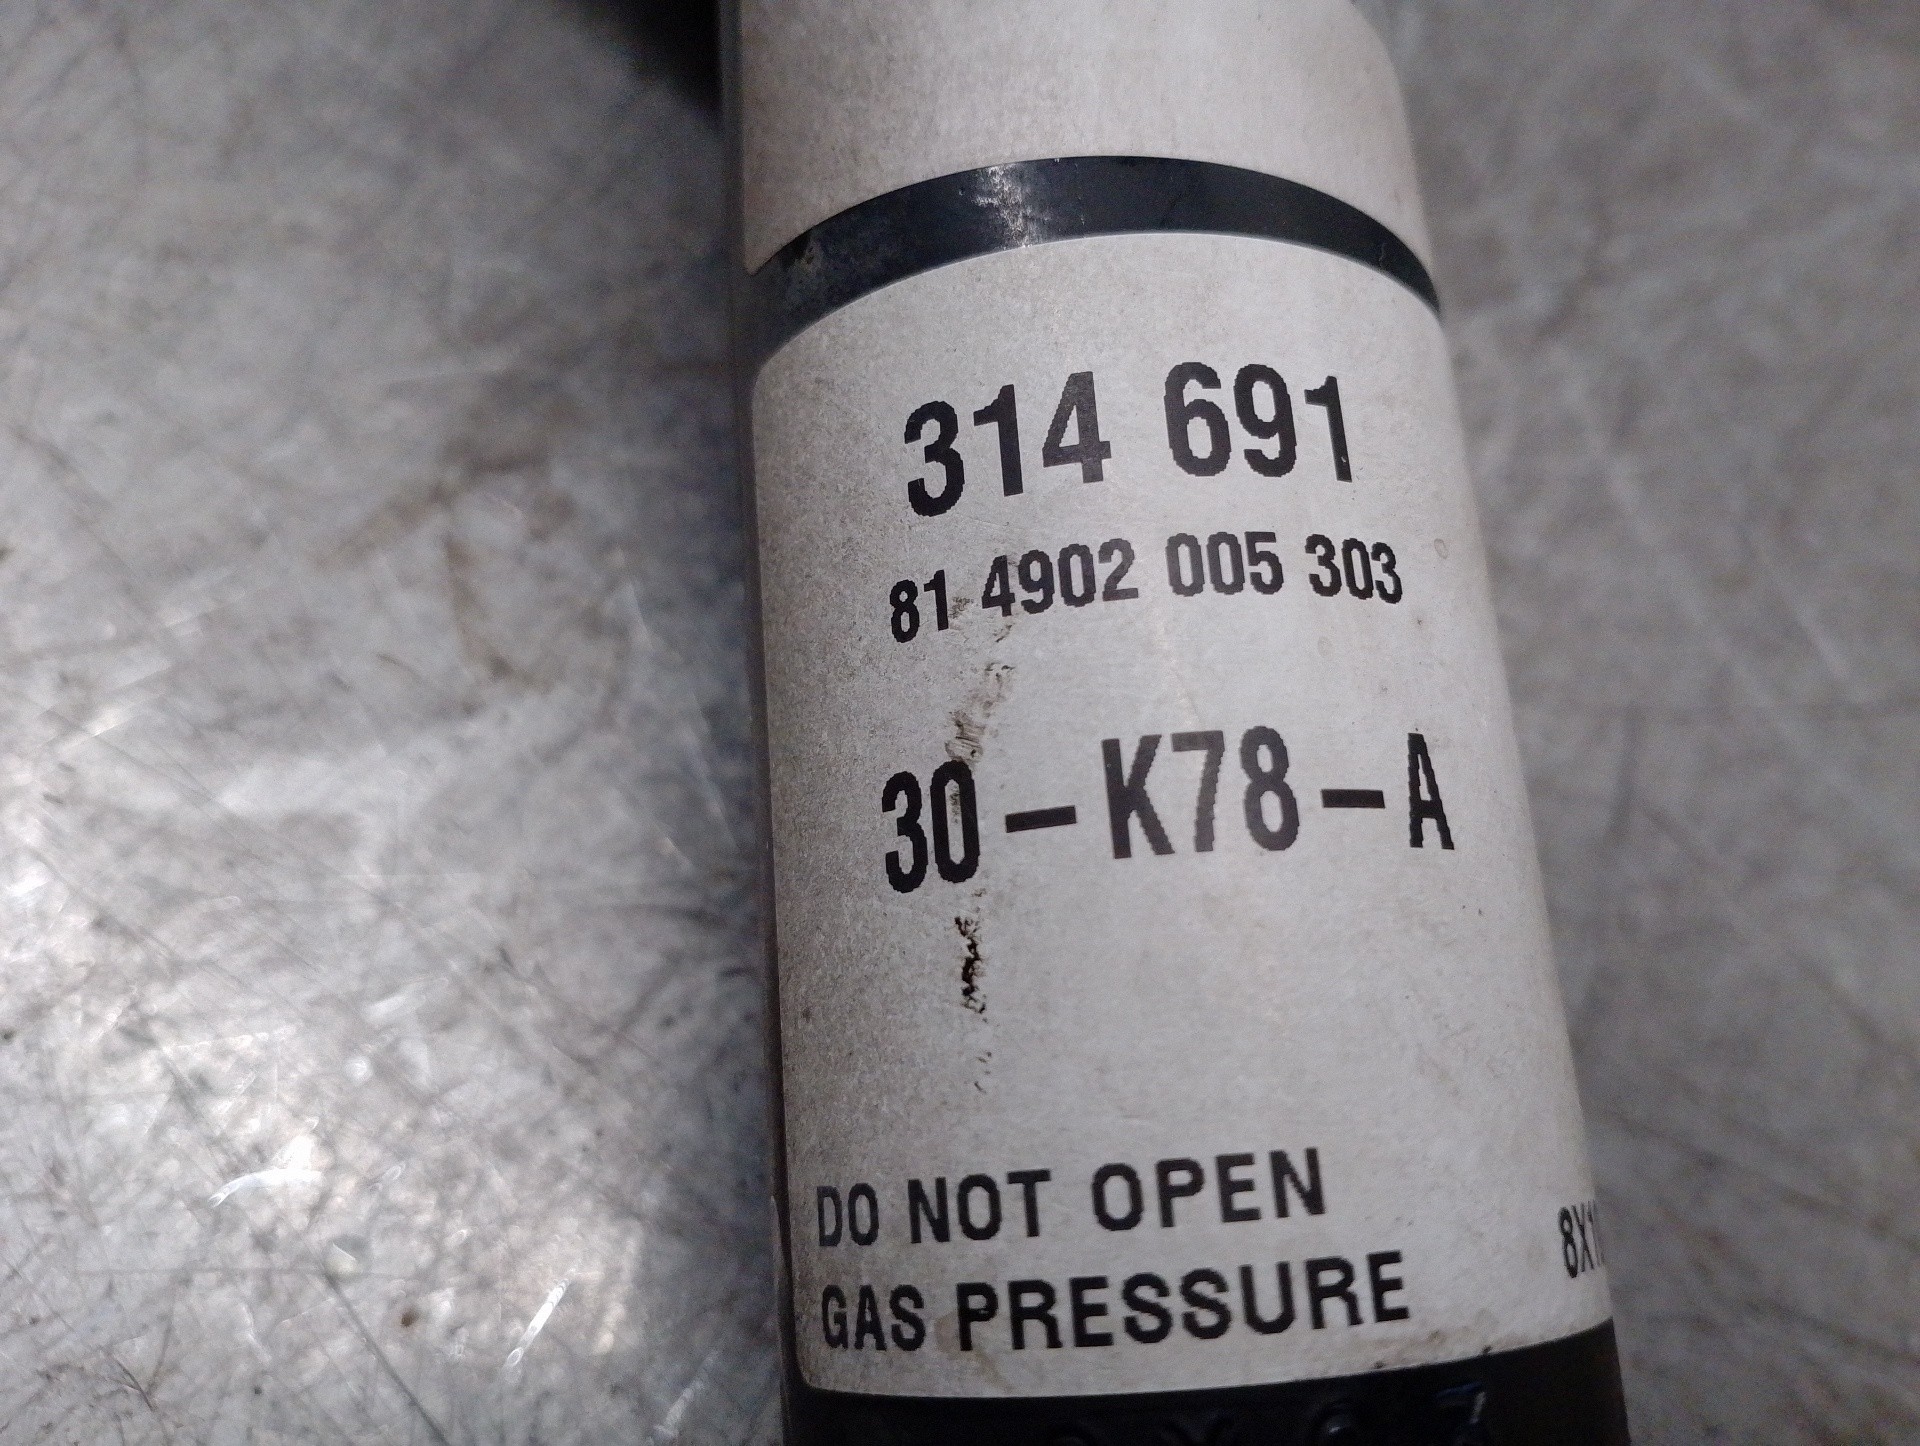 314 691
81 4902 005 303
30-K78-A
DO NOT OPEN
GAS PRESSURE